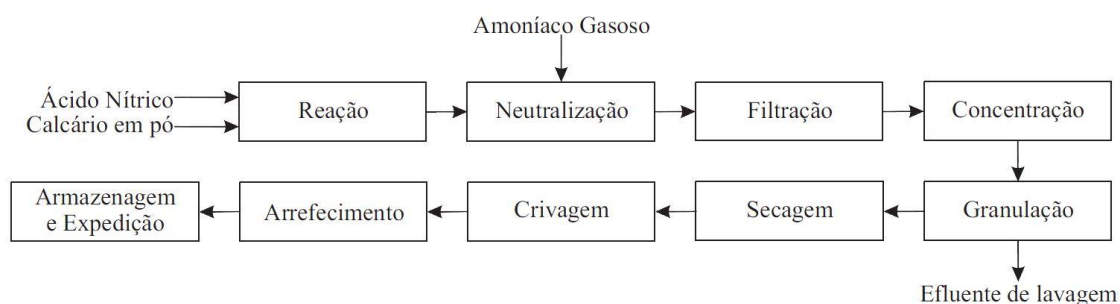 Amoníaco Gasoso
Ácido Nítrico
Calcário em pó
Reação
Neutralização
Filtração
Concentração
Armazenagem
e Expedição
Arrefecimento
Crivagem
Secagem
Granulação
Efluente de lavagem